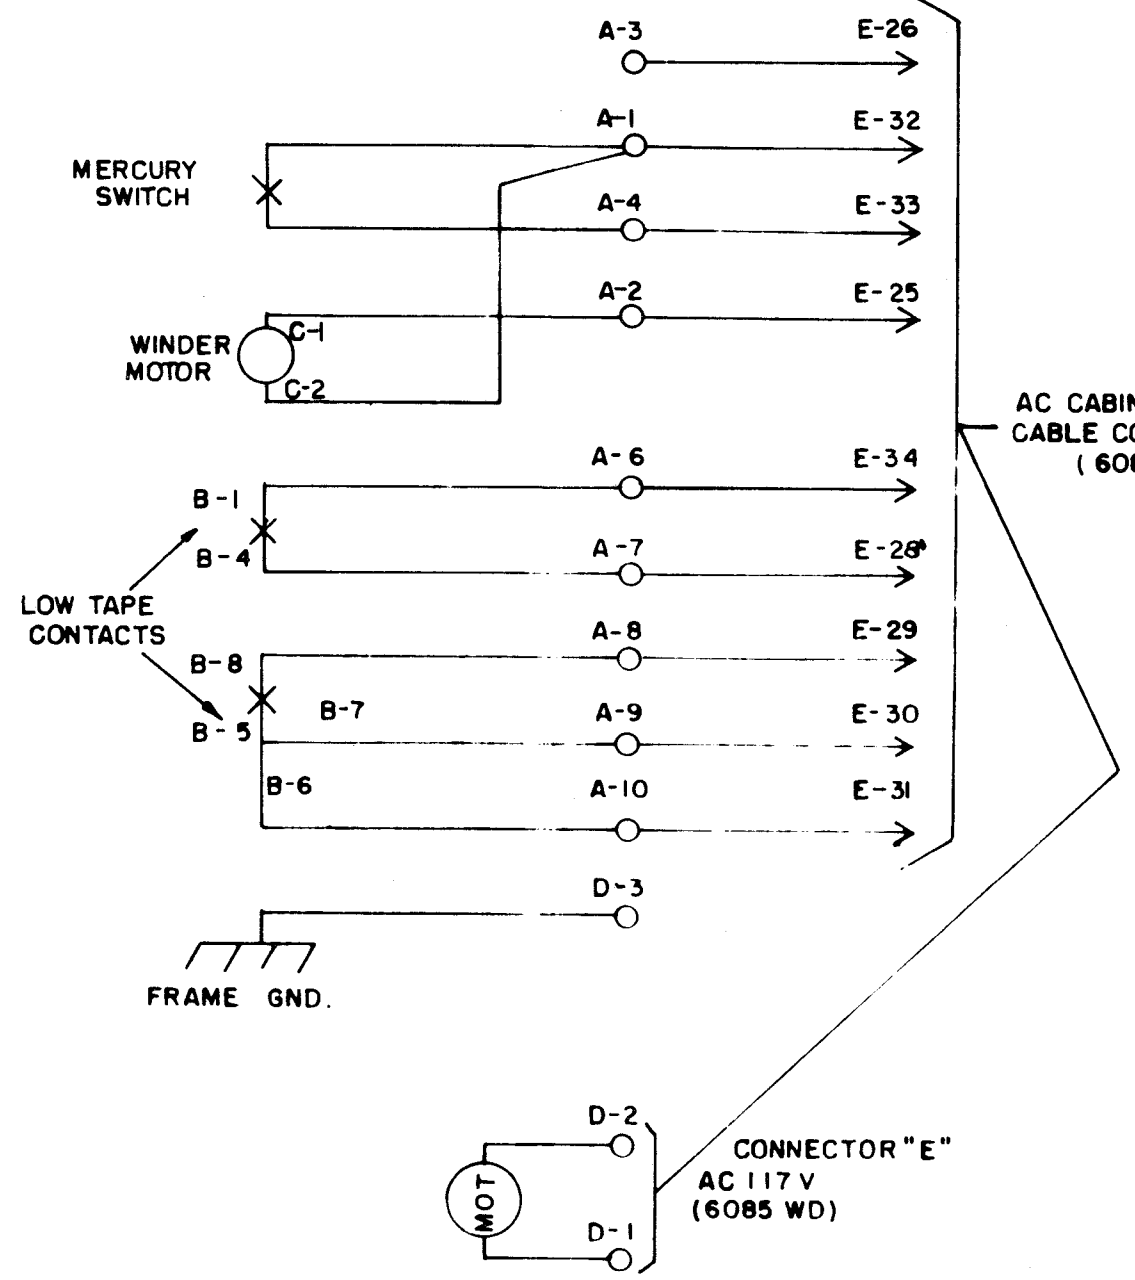 A-3 E-26
A-1 E-32
MERCURY
SWITCH
A-4 E-33
A-2 E-25
C-1
WINDER
MOTOR
C-2
AC CABIN
CABLE CO
(608
A-6 E-34
B-1
B-4
A-7 E-28
LOW TAPE
CONTACTS
A-8 E-29
B-8
B-7
A-9 E-30
B-5
B-6
A-10 E-31
D-3
FRAME GND.
D-2
CONNECTOR "E"
AC 117V
(6085 WD)
MOT
D-1